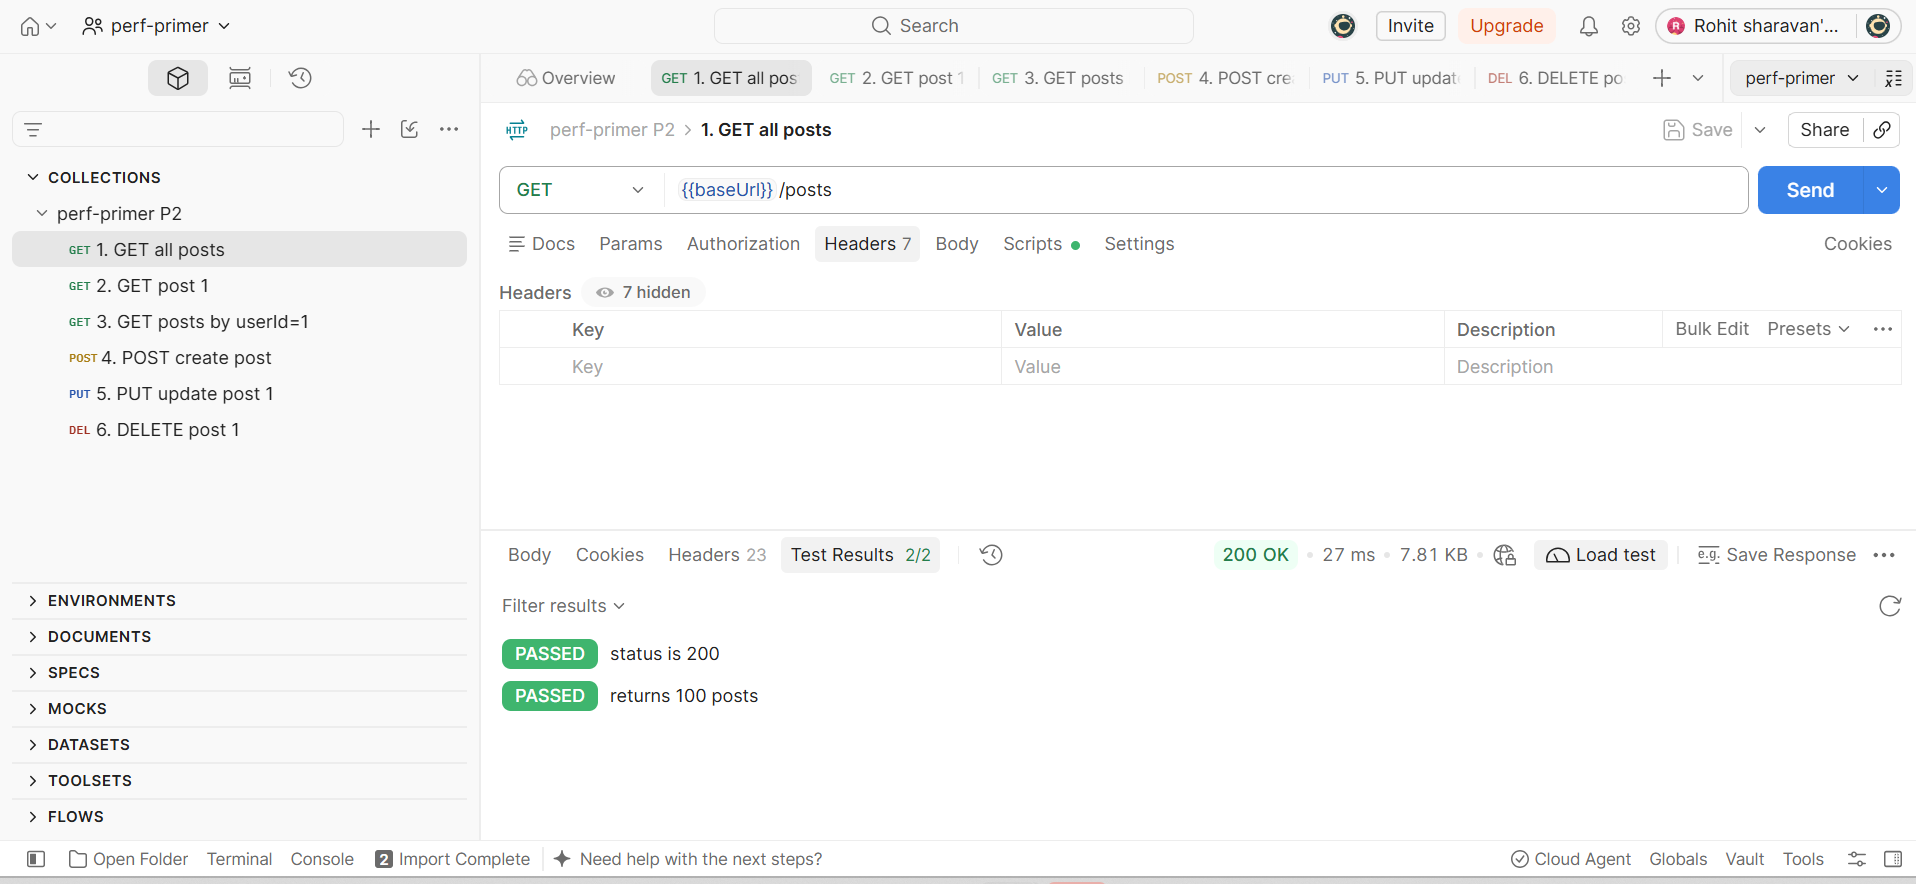 perf-primer
Search
Invite
Upgrade
R
Rohit sharavan'...
Overview
GET 1. GET all pos
GET 2. GET post 1
GET 3. GET posts
POST 4. POST cre
PUT 5. PUT updat
DEL 6. DELETE po
perf-primer
HTTP
perf-primer P2 > 1. GET all posts
Save
Share
COLLECTIONS
perf-primer P2
GET 1. GET all posts
GET 2. GET post 1
GET 3. GET posts by userId=1
POST 4. POST create post
PUT 5. PUT update post 1
DEL 6. DELETE post 1
ENVIRONMENTS
DOCUMENTS
SPECS
MOCKS
DATASETS
TOOLSETS
FLOWS
GET
{{baseUrl}} /posts
Send
Docs
Params
Authorization
Headers 7
Body
Scripts
Settings
Cookies
Headers
7 hidden
Key
Value
Description
Bulk Edit
Presets
Key
Value
Description
Body
Cookies
Headers 23
Test Results 2/2
200 OK
27 ms
7.81 KB
Load test
e.g. Save Response
Filter results
PASSED status is 200
PASSED returns 100 posts
Open Folder
Terminal
Console
2 Import Complete
Need help with the next steps?
Cloud Agent
Globals
Vault
Tools